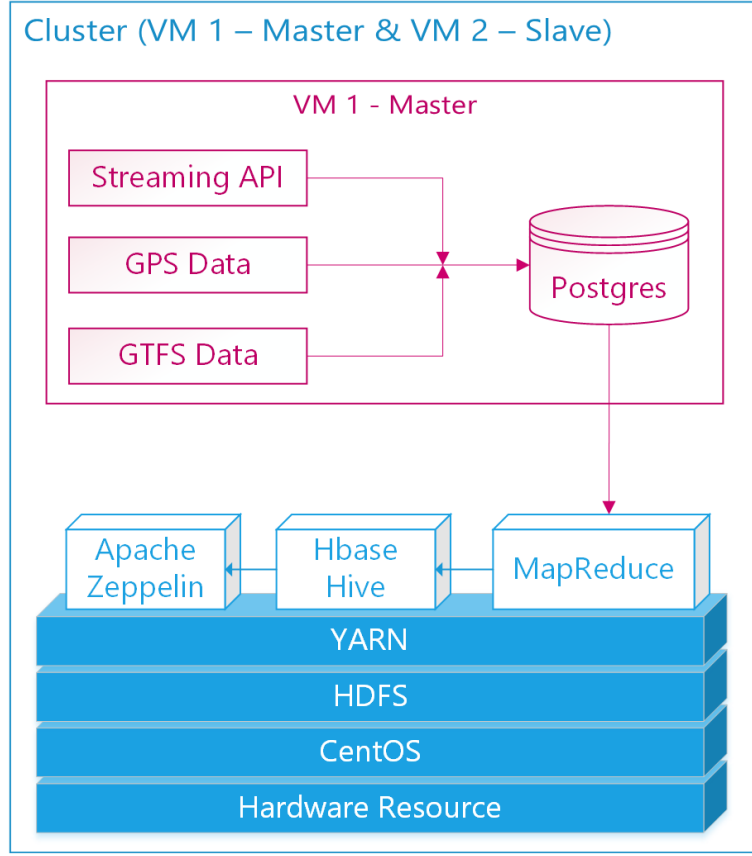 Cluster (VM 1 – Master & VM 2 – Slave)
VM 1 - Master
Streaming API
GPS Data
GTFS Data
Postgres
Apache
Zeppelin
Hbase
Hive
MapReduce
YARN
HDFS
CentOS
Hardware Resource